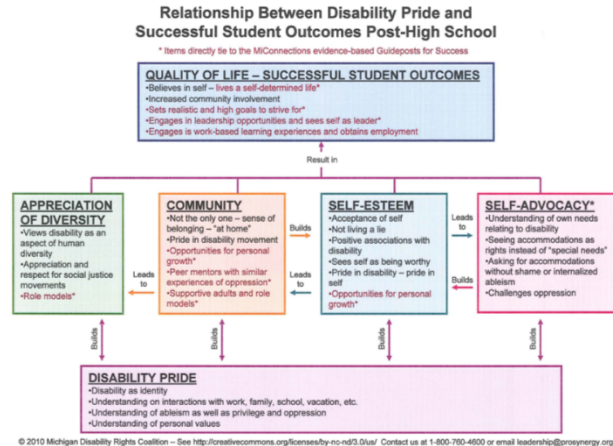 Relationship Between Disability Pride and
Successful Student Outcomes Post-High School
* Items directly tie to the MiConnections evidence-based Guideposts for Success
QUALITY OF LIFE – SUCCESSFUL STUDENT OUTCOMES
•Believes in self – lives a self-determined life*
•Increased community involvement
•Sets realistic and high goals to strive for*
•Engages in leadership opportunities and sees self as leader*
•Engages is work-based learning experiences and obtains employment
Result in
APPRECIATION
OF DIVERSITY
•Views disability as an
aspect of human
diversity
•Appreciation and
respect for social justice
movements
•Role models*
Leads
to
COMMUNITY
•Not the only one – sense of
belonging – "at home"
•Pride in disability movement
•Opportunities for personal
growth*
•Peer mentors with similar
experiences of oppression*
•Supportive adults and role
models*
Builds
Leads
to
SELF-ESTEEM
•Acceptance of self
•Not living a lie
•Positive associations with
disability
•Sees self as being worthy
•Pride in disability – pride in
self
•Opportunities for personal
growth*
Leads
to
Builds
SELF-ADVOCACY*
•Understanding of own needs
relating to disability
•Seeing accommodations as
rights instead of "special needs"
•Asking for accommodations
without shame or internalized
ableism
•Challenges oppression
Builds
Builds
Builds
Builds
DISABILITY PRIDE
•Disability as identity
•Understanding on interactions with work, family, school, vacation, etc.
•Understanding of ableism as well as privilege and oppression
•Understanding of personal values
© 2010 Michigan Disability Rights Coalition – See http://creativecommons.org/licenses/by-nc-nd/3.0/us/ Contact us at 1-800-760-4600 or email leadership@prosynergy.org